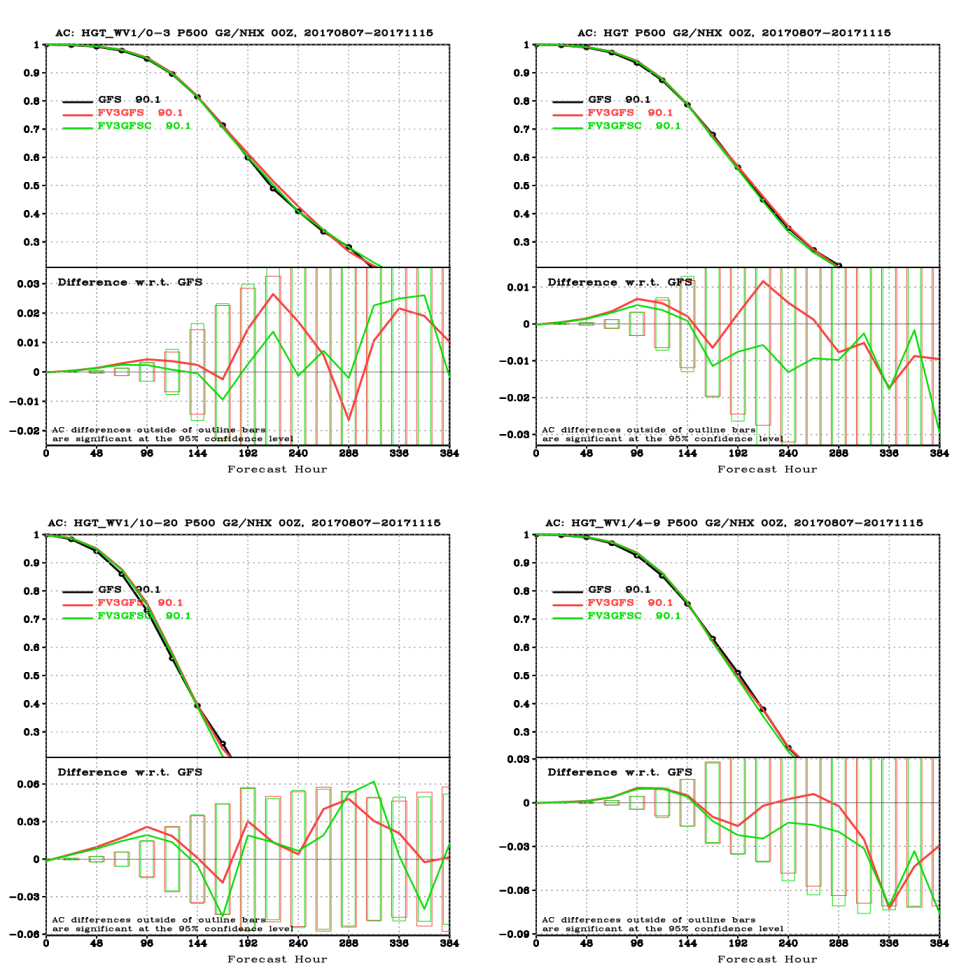 AC: HGT_WV1/0-3 P500 G2/NHX 00Z, 20170807-20171115
1
0.9
0.8
0.7
0.6
0.5
0.4
0.3
GFS 90.1
FV3GFS 90.1
FV3GFSC 90.1
Difference w.r.t. GFS
0.03
0.02
0.01
0
-0.01
-0.02
AC differences outside of outline bars
are significant at the 95% confidence level
0 48 96 144 192 240 288 336 384
Forecast Hour
AC: HGT P500 G2/NHX 00Z, 20170807-20171115
1
0.9
0.8
0.7
0.6
0.5
0.4
0.3
GFS 90.1
FV3GFS 90.1
FV3GFSC 90.1
Difference w.r.t. GFS
0.01
0
-0.01
-0.02
-0.03
AC differences outside of outline bars
are significant at the 95% confidence level
0 48 96 144 192 240 288 336 384
Forecast Hour
AC: HGT_WV1/10-20 P500 G2/NHX 00Z, 20170807-20171115
1
0.9
0.8
0.7
0.6
0.5
0.4
0.3
GFS 90.1
FV3GFS 90.1
FV3GFSC 90.1
Difference w.r.t. GFS
0.06
0.03
0
-0.03
-0.06
AC differences outside of outline bars
are significant at the 95% confidence level
0 48 96 144 192 240 288 336 384
Forecast Hour
AC: HGT_WV1/4-9 P500 G2/NHX 00Z, 20170807-20171115
1
0.9
0.8
0.7
0.6
0.5
0.4
0.3
GFS 90.1
FV3GFS 90.1
FV3GFSC 90.1
0.03
Difference w.r.t. GFS
0
-0.03
-0.06
-0.09
AC differences outside of outline bars
are significant at the 95% confidence level
0 48 96 144 192 240 288 336 384
Forecast Hour